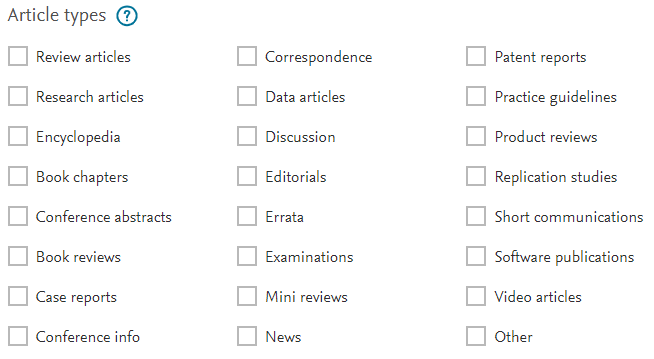 Article types ?
Review articles
Research articles
Encyclopedia
Book chapters
Conference abstracts
Book reviews
Case reports
Conference info
Correspondence
Data articles
Discussion
Editorials
Errata
Examinations
Mini reviews
News
Patent reports
Practice guidelines
Product reviews
Replication studies
Short communications
Software publications
Video articles
Other